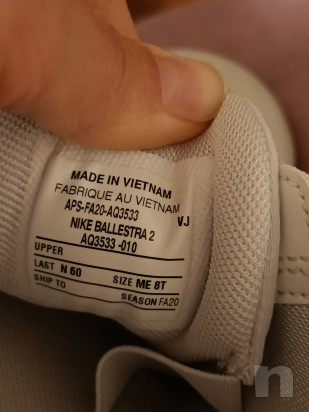 MADE IN VIETNAM
FABRIQUE AU VIETNAM
APS-FA20-AQ3533 VJ
NIKE BALLESTRA 2
AQ3533 -010
UPPER
LAST N 60 SIZE ME 8T
SHIP TO SEASON FA20
n